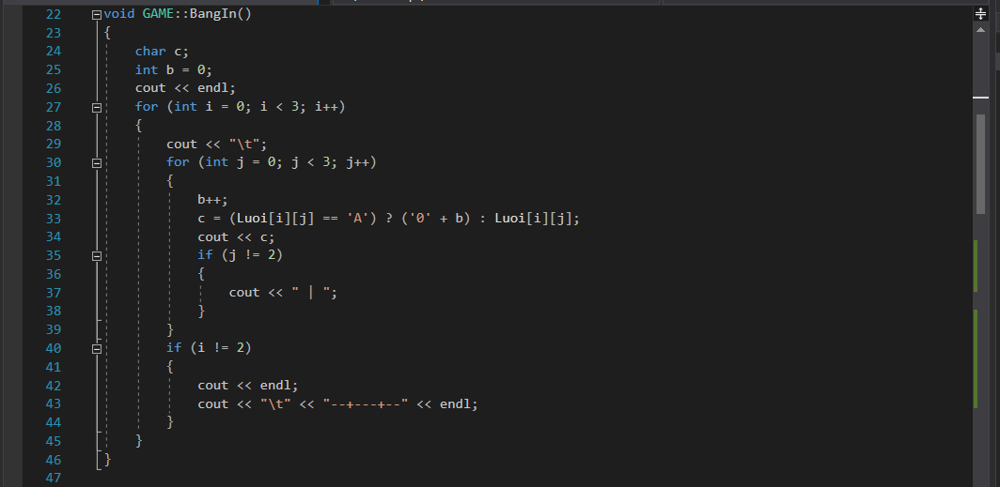 22 void GAME::BangIn()
23 {
24 char c;
25 int b = 0;
26 cout << endl;
27 for (int i = 0; i < 3; i++)
28 {
29 cout << "\t";
30 for (int j = 0; j < 3; j++)
31 {
32 b++;
33 c = (Luoi[i][j] == 'A') ? ('0' + b) : Luoi[i][j];
34 cout << c;
35 if (j != 2)
36 {
37 cout << " | ";
38 }
39 }
40 if (i != 2)
41 {
42 cout << endl;
43 cout << "\t" << "--+---+--" << endl;
44 }
45 }
46 }
47